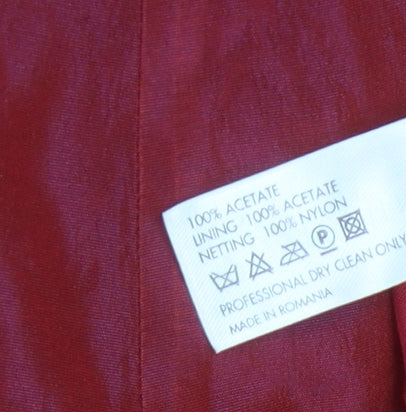 100% ACETATE
LINING 100% ACETATE
NETTING 100% NYLON
P
PROFESSIONAL DRY CLEAN ONLY
MADE IN ROMANIA